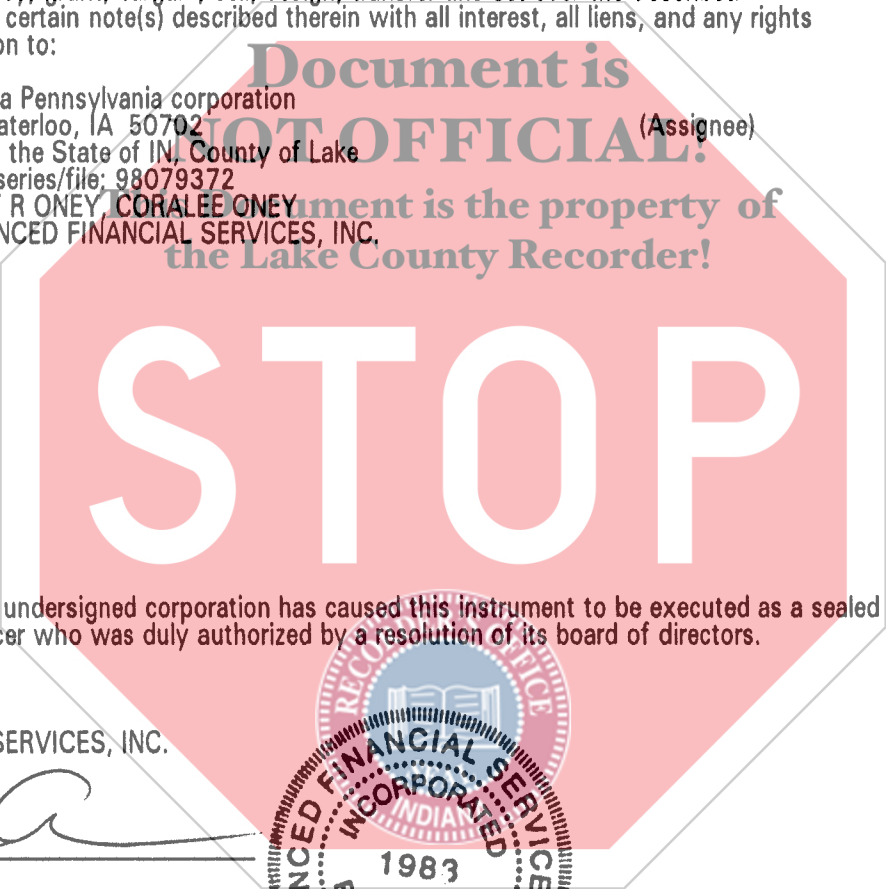 certain note(s) described therein with all interest, all liens, and any rights
on to:
Document is
a Pennsylvania corporation
aterloo, IA 50702 (Assignee)
NOT OFFICIAL!
the State of IN, County of Lake
series/file: 98079372
R ONEY, CORALEE ONEY
This Document is the property of
NCED FINANCIAL SERVICES, INC.
the Lake County Recorder!
STOP
undersigned corporation has caused this instrument to be executed as a sealed
cer who was duly authorized by a resolution of its board of directors.
RECORDER'S OFFICE
INDIANA
SERVICES, INC.
NCED FINANCIAL SERVICE
INCORPORATED
1983